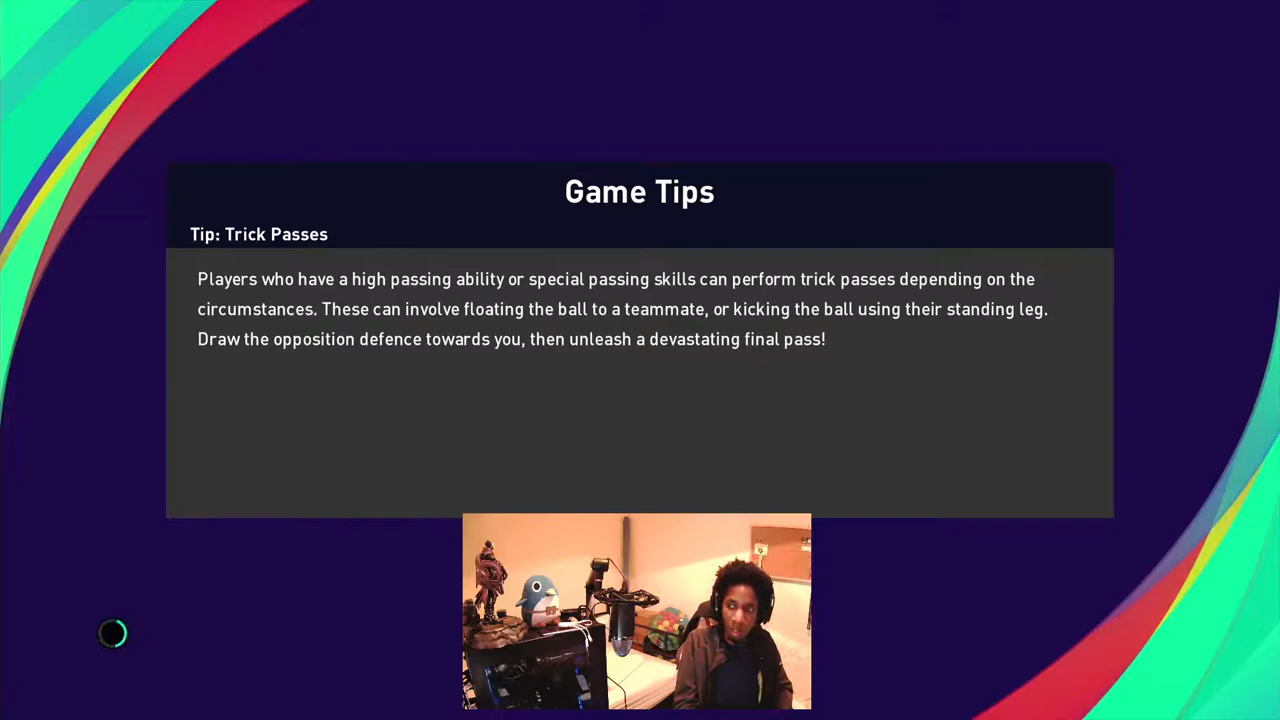 Game Tips
Tip: Trick Passes
Players who have a high passing ability or special passing skills can perform trick passes depending on the
circumstances. These can involve floating the ball to a teammate, or kicking the ball using their standing leg.
Draw the opposition defence towards you, then unleash a devastating final pass!